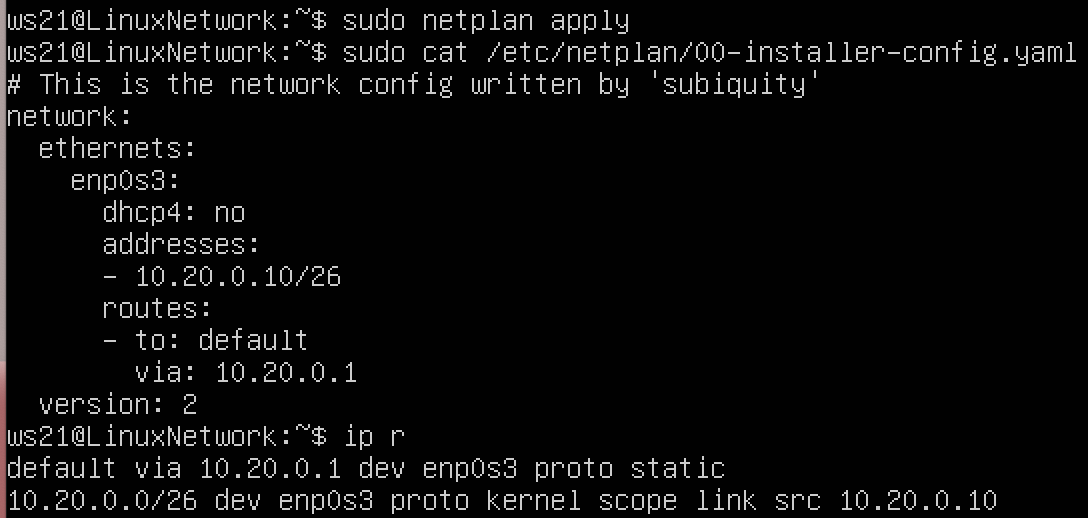 ws21@LinuxNetwork:~$ sudo netplan apply
ws21@LinuxNetwork:~$ sudo cat /etc/netplan/00-installer-config.yaml
# This is the network config written by 'subiquity'
network:
  ethernets:
    enp0s3:
      dhcp4: no
      addresses:
      - 10.20.0.10/26
      routes:
      - to: default
        via: 10.20.0.1
  version: 2
ws21@LinuxNetwork:~$ ip r
default via 10.20.0.1 dev enp0s3 proto static
10.20.0.0/26 dev enp0s3 proto kernel scope link src 10.20.0.10